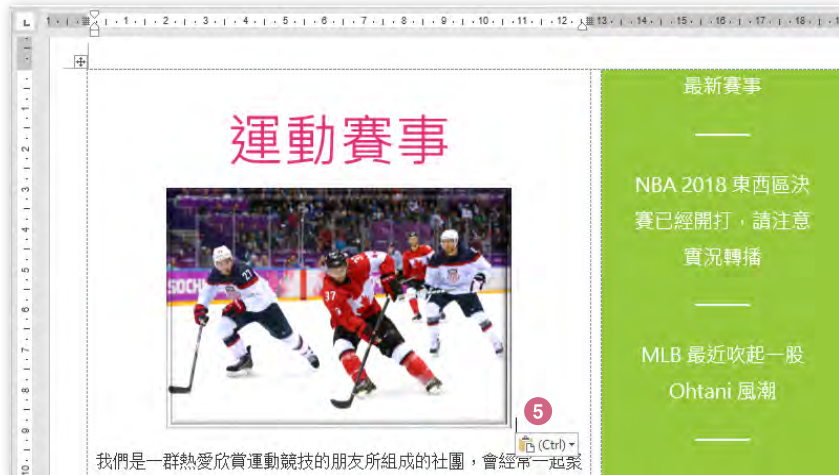 運動賽事
SOCHI
27
37
5
(Ctrl)
我們是一群熱愛欣賞運動競技的朋友所組成的社團，會經常一起聚
最新賽事
NBA 2018 東西區決
賽已經開打，請注意
實況轉播
MLB 最近吹起一股
Ohtani 風潮